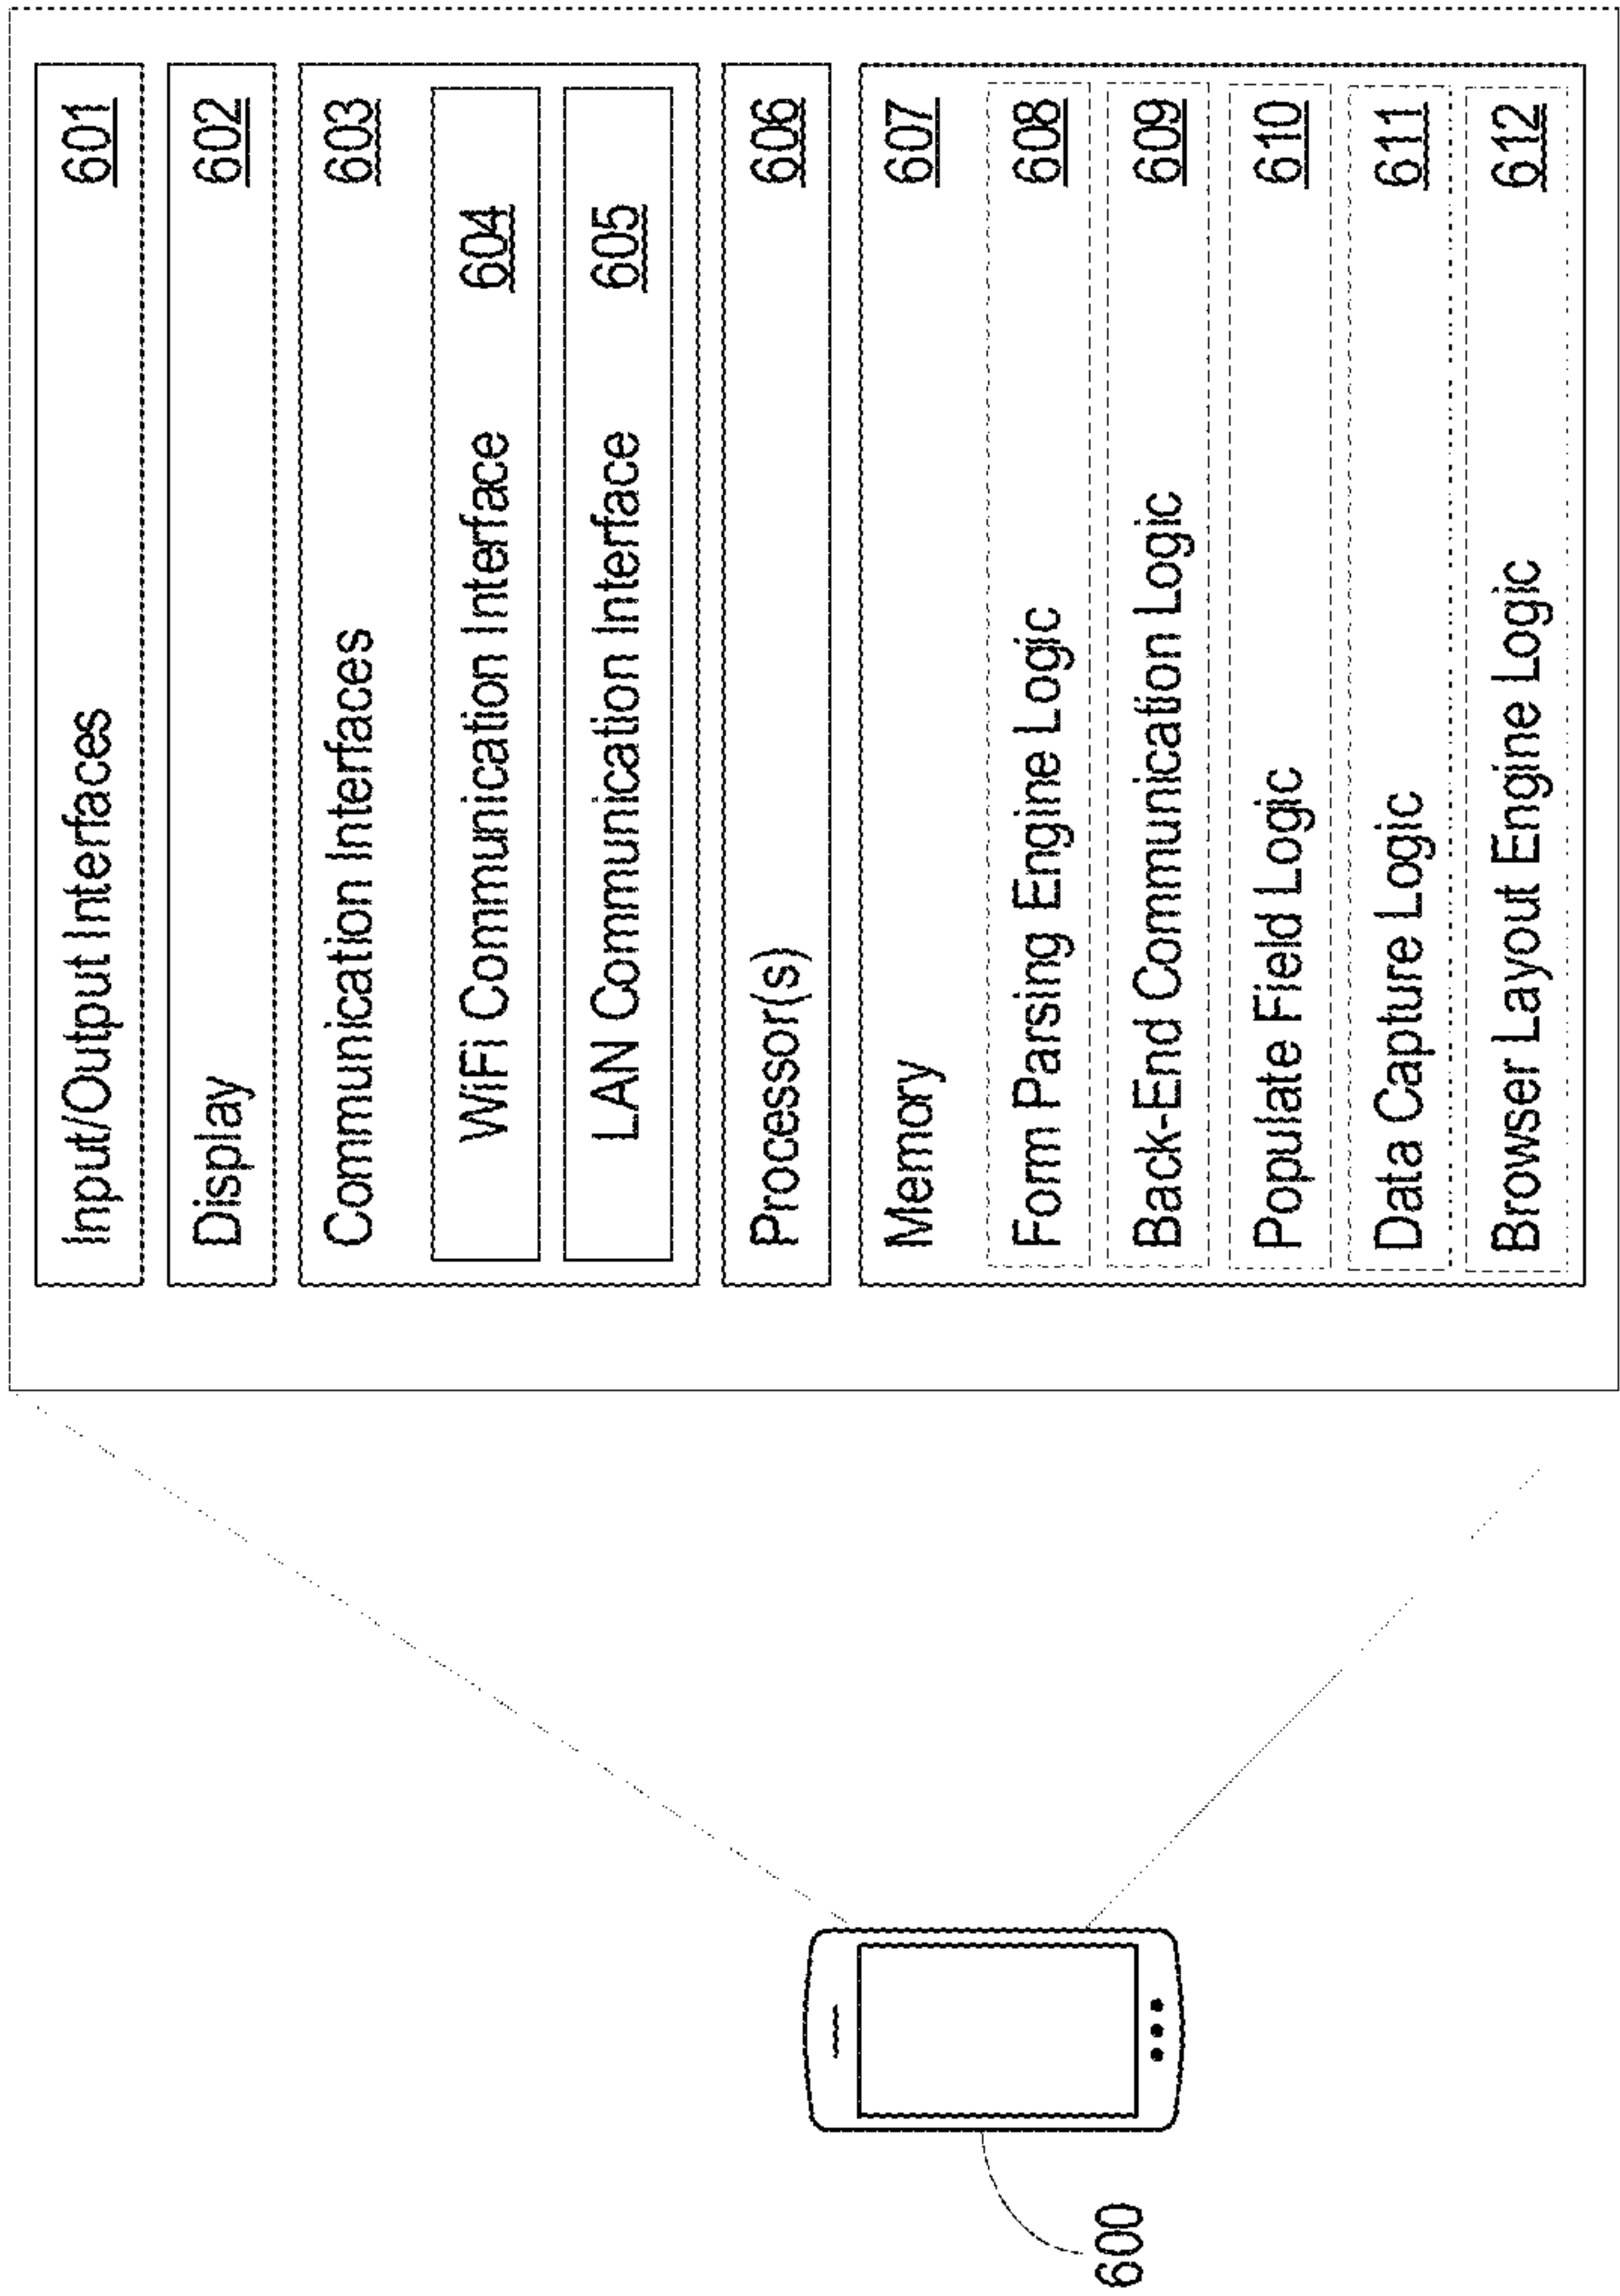 Input/Output Interfaces 601
Display 602
Communication Interfaces 603
WiFi Communication Interface 604
LAN Communication Interface 605
Processor(s) 606
Memory 607
Form Parsing Engine Logic 608
Back-End Communication Logic 609
Populate Field Logic 610
Data Capture Logic 611
Browser Layout Engine Logic 612
600